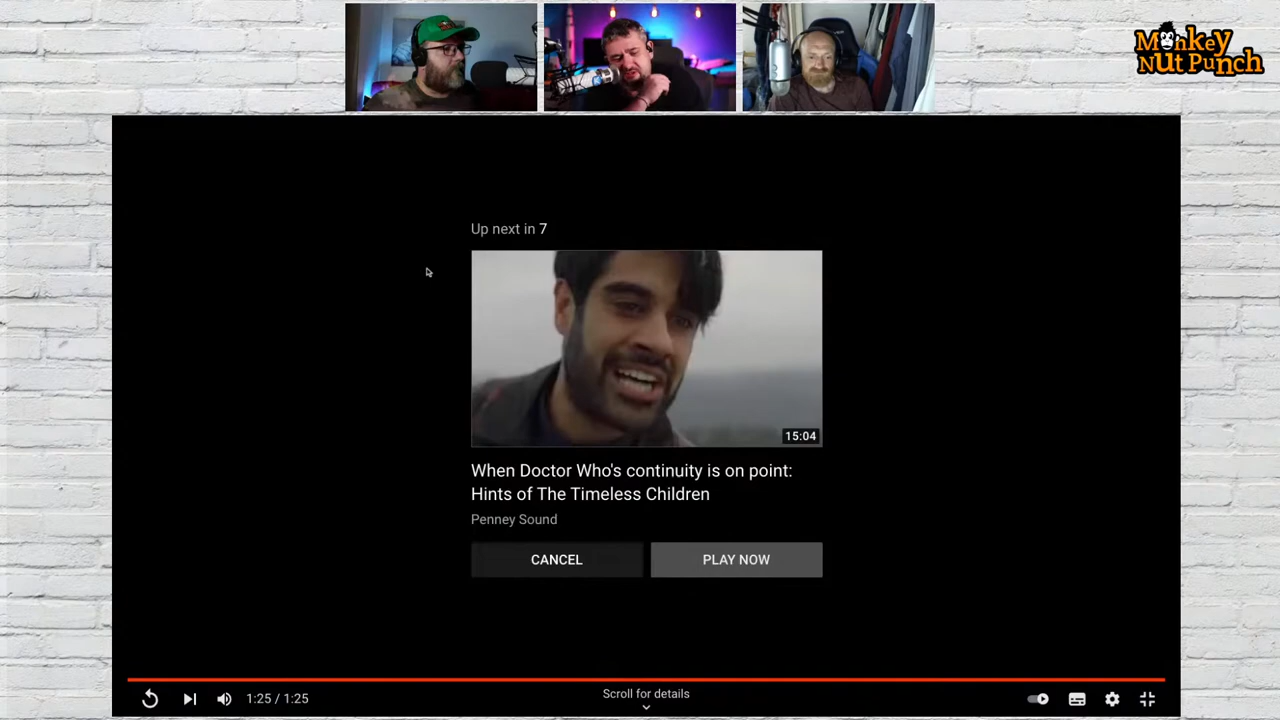 Monkey
Nut Punch
Up next in 7
15:04
When Doctor Who's continuity is on point:
Hints of The Timeless Children
Penney Sound
CANCEL
PLAY NOW
1:25 / 1:25
Scroll for details